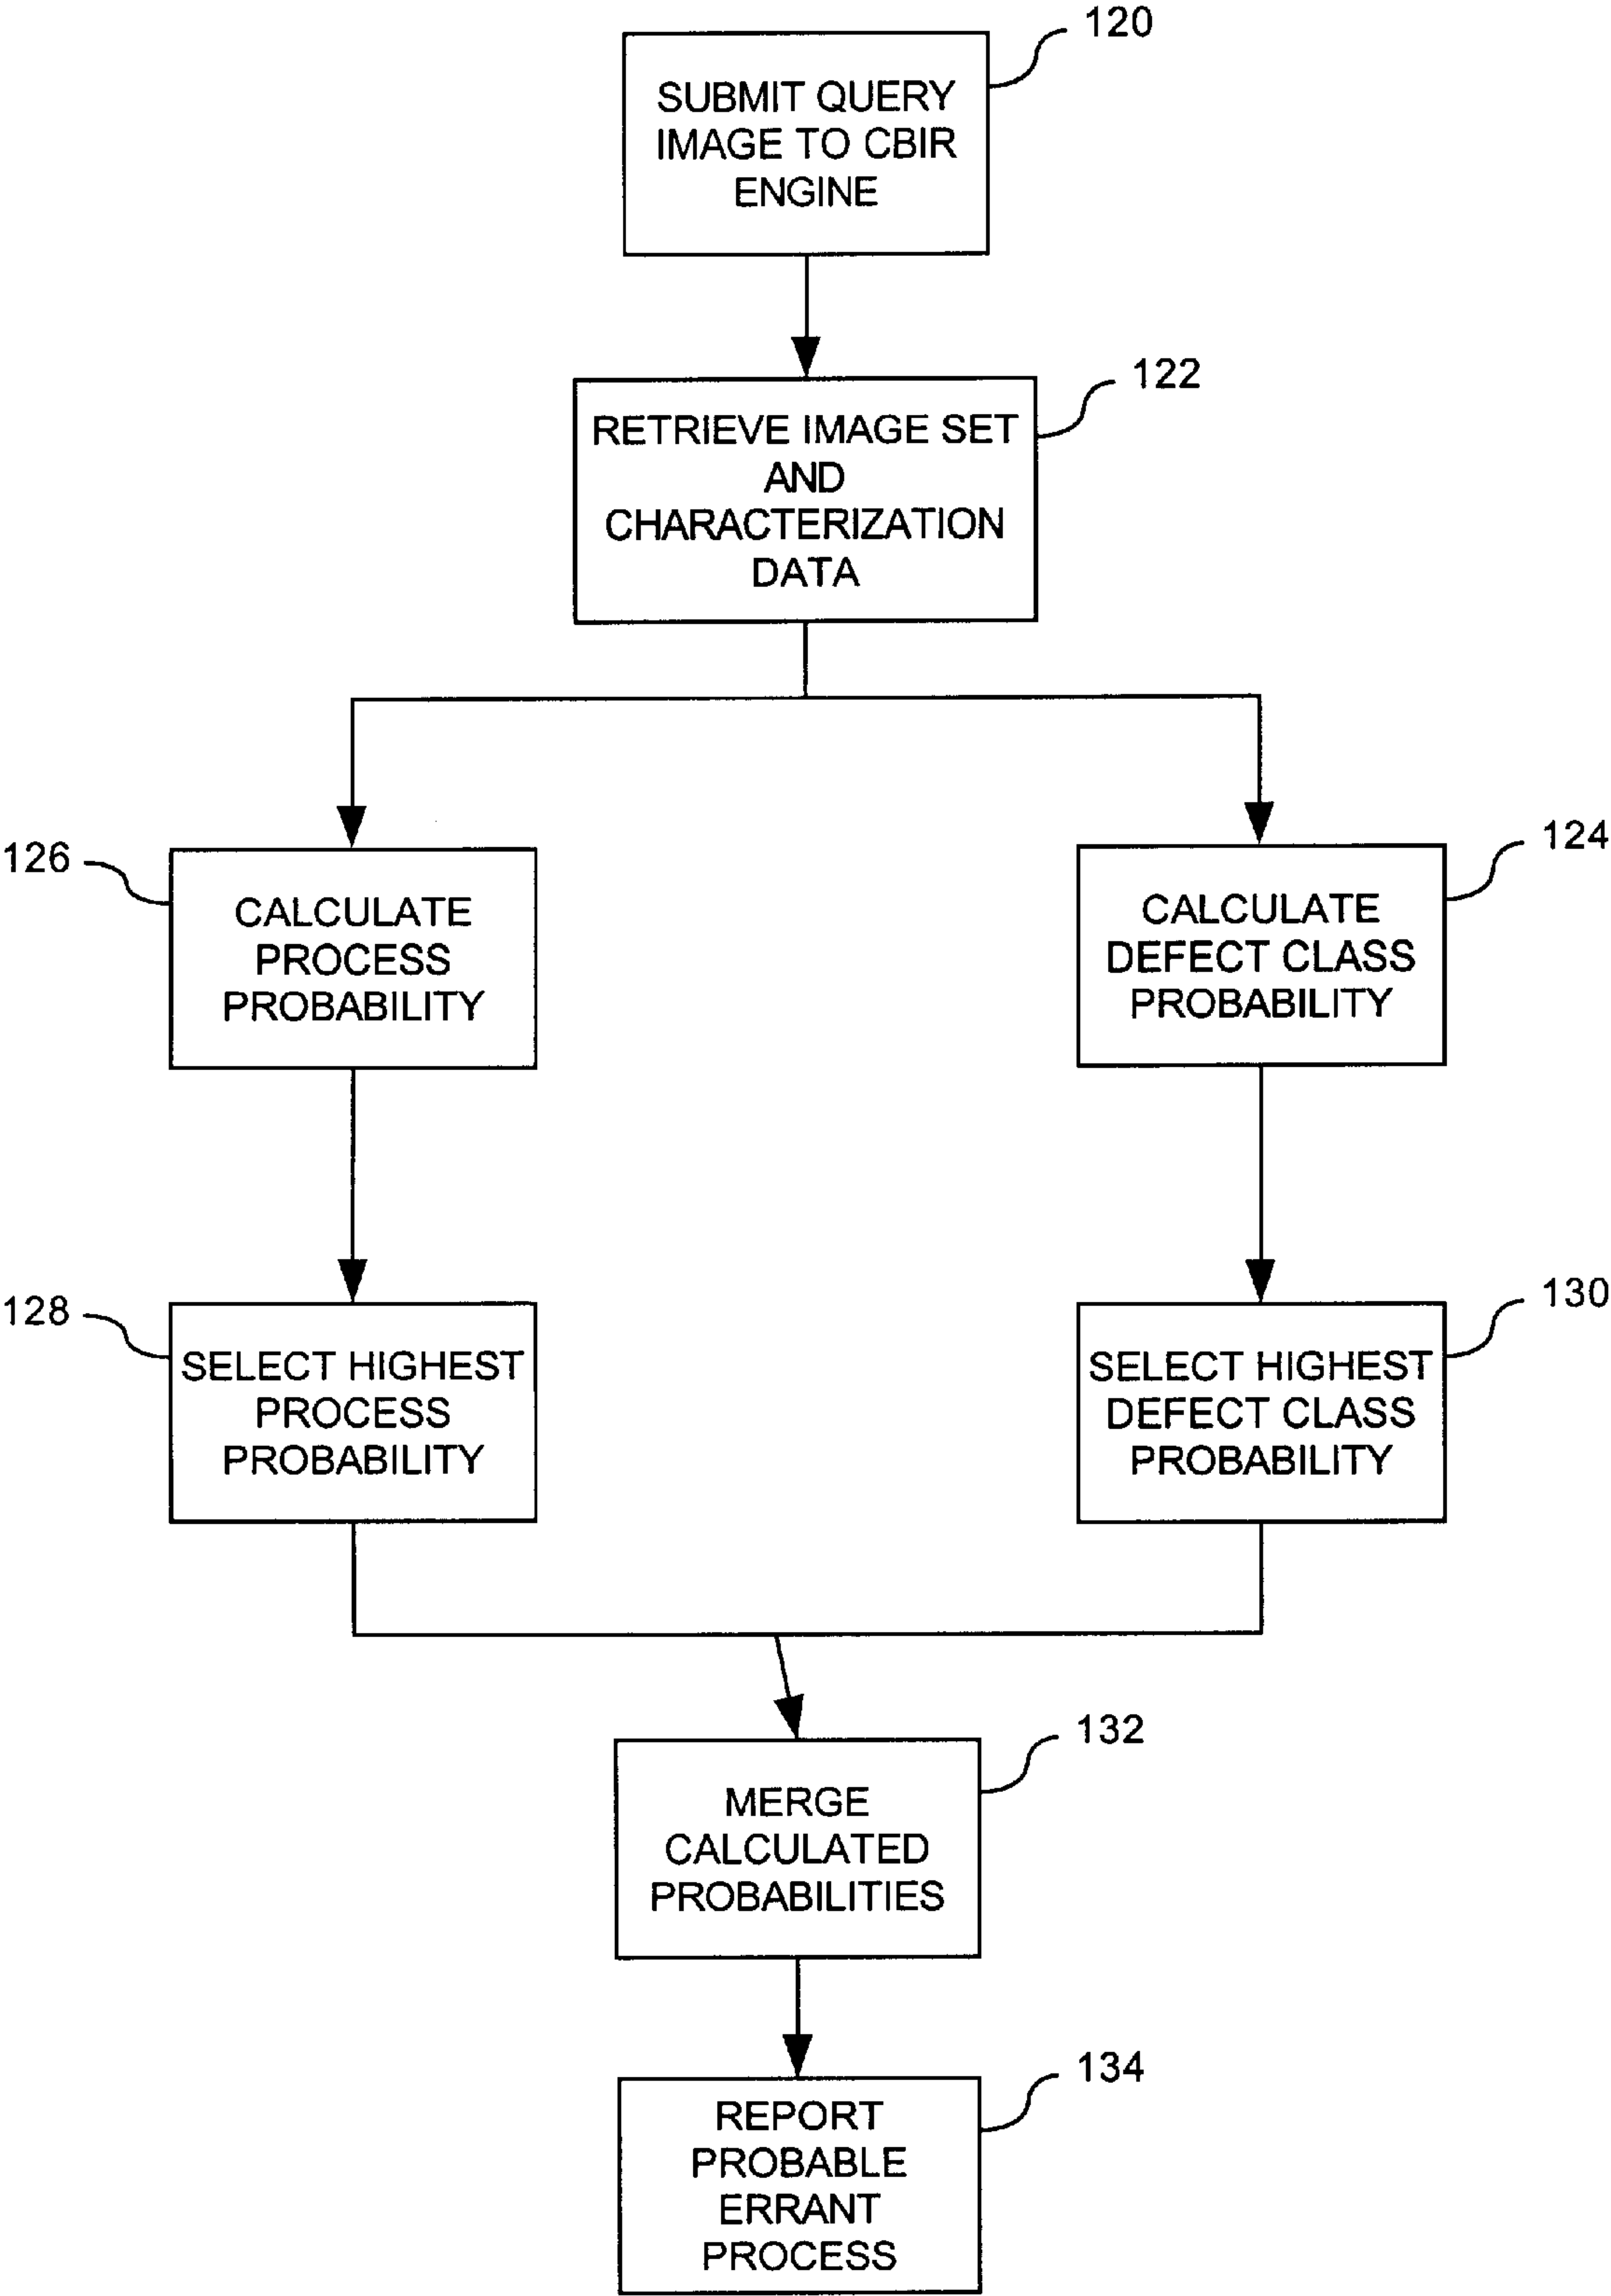 120
SUBMIT QUERY
IMAGE TO CBIR
ENGINE
122
RETRIEVE IMAGE SET
AND
CHARACTERIZATION
DATA
126
CALCULATE
PROCESS
PROBABILITY
124
CALCULATE
DEFECT CLASS
PROBABILITY
128
SELECT HIGHEST
PROCESS
PROBABILITY
130
SELECT HIGHEST
DEFECT CLASS
PROBABILITY
132
MERGE
CALCULATED
PROBABILITIES
134
REPORT
PROBABLE
ERRANT
PROCESS